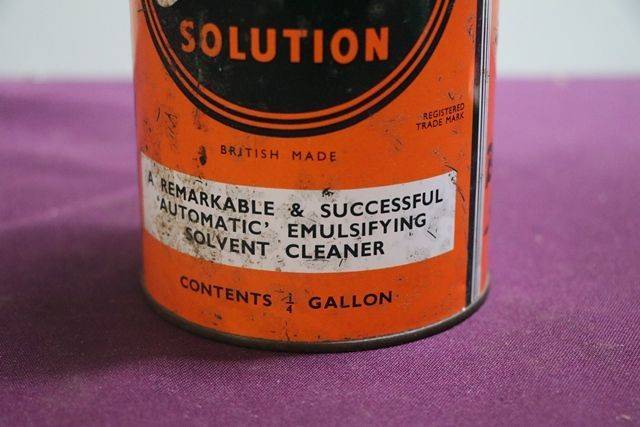 SOLUTION
REGISTERED
TRADE MARK
BRITISH MADE
A REMARKABLE & SUCCESSFUL
'AUTOMATIC' EMULSIFYING
SOLVENT CLEANER
CONTENTS 1/4 GALLON